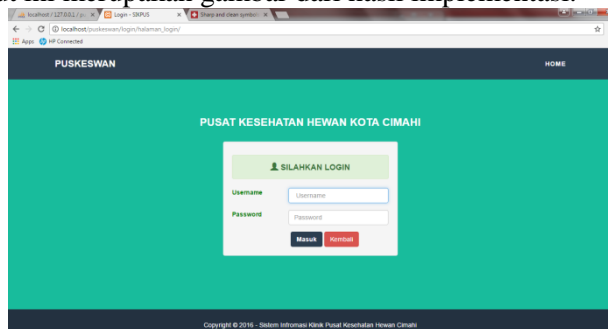 ut ini merupakan gambar dari hasil implementasi.
localhost / 127.0.0.1 / p
Login - SIXPUS
Sharp and clean symbol
localhost/puskeswan/login/halaman_login/
Apps
HP Connected
PUSKESWAN
HOME
PUSAT KESEHATAN HEWAN KOTA CIMAHI
SILAHKAN LOGIN
Username
Username
Password
Password
Masuk
Kembali
Copyright © 2016 - Sistem Infromasi Klinik Pusat Kesehatan Hewan Cimahi